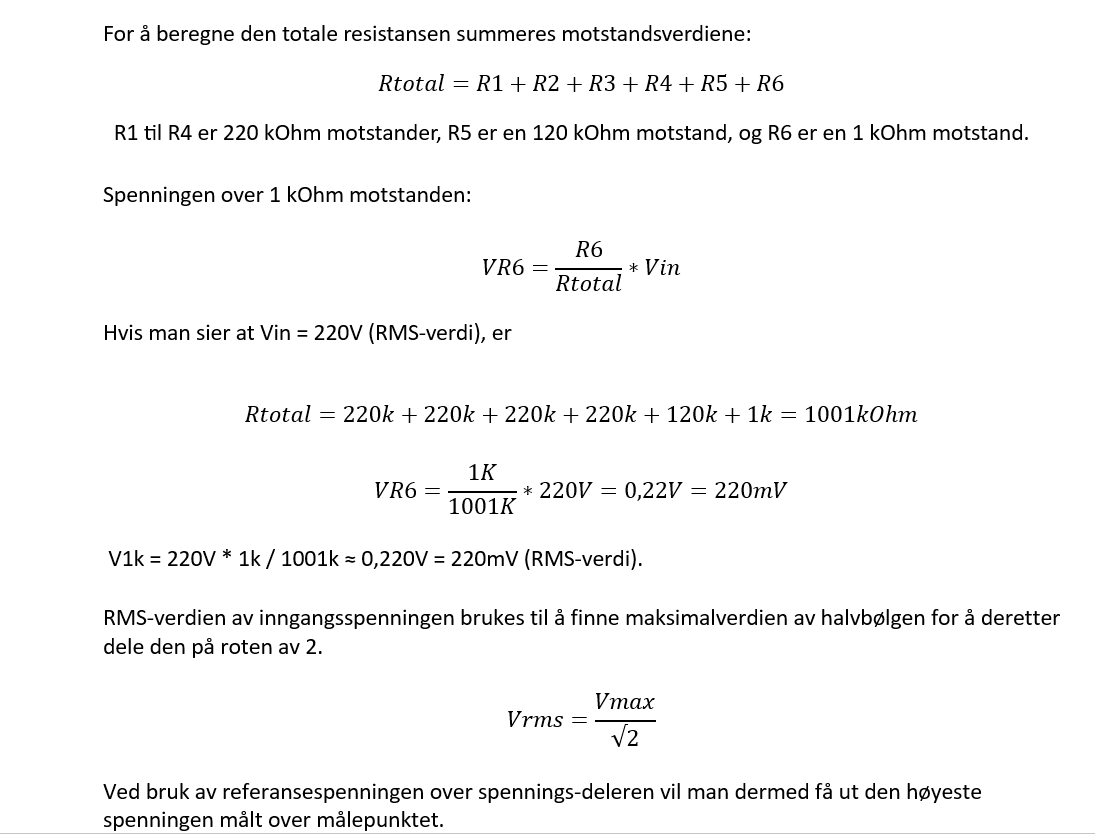 For å beregne den totale resistansen summeres motstandsverdiene:
Rtotal = R1 + R2 + R3 + R4 + R5 + R6
R1 til R4 er 220 kOhm motstander, R5 er en 120 kOhm motstand, og R6 er en 1 kOhm motstand.
Spenningen over 1 kOhm motstanden:
VR6 = R6 / Rtotal * Vin
Hvis man sier at Vin = 220V (RMS-verdi), er
Rtotal = 220k + 220k + 220k + 220k + 120k + 1k = 1001kOhm
VR6 = 1K / 1001K * 220V = 0,22V = 220mV
V1k = 220V * 1k / 1001k ≈ 0,220V = 220mV (RMS-verdi).
RMS-verdien av inngangsspenningen brukes til å finne maksimalverdien av halvbølgen for å deretter
dele den på roten av 2.
Vrms = Vmax / √2
Ved bruk av referansespenningen over spennings-deleren vil man dermed få ut den høyeste
spenningen målt over målepunktet.